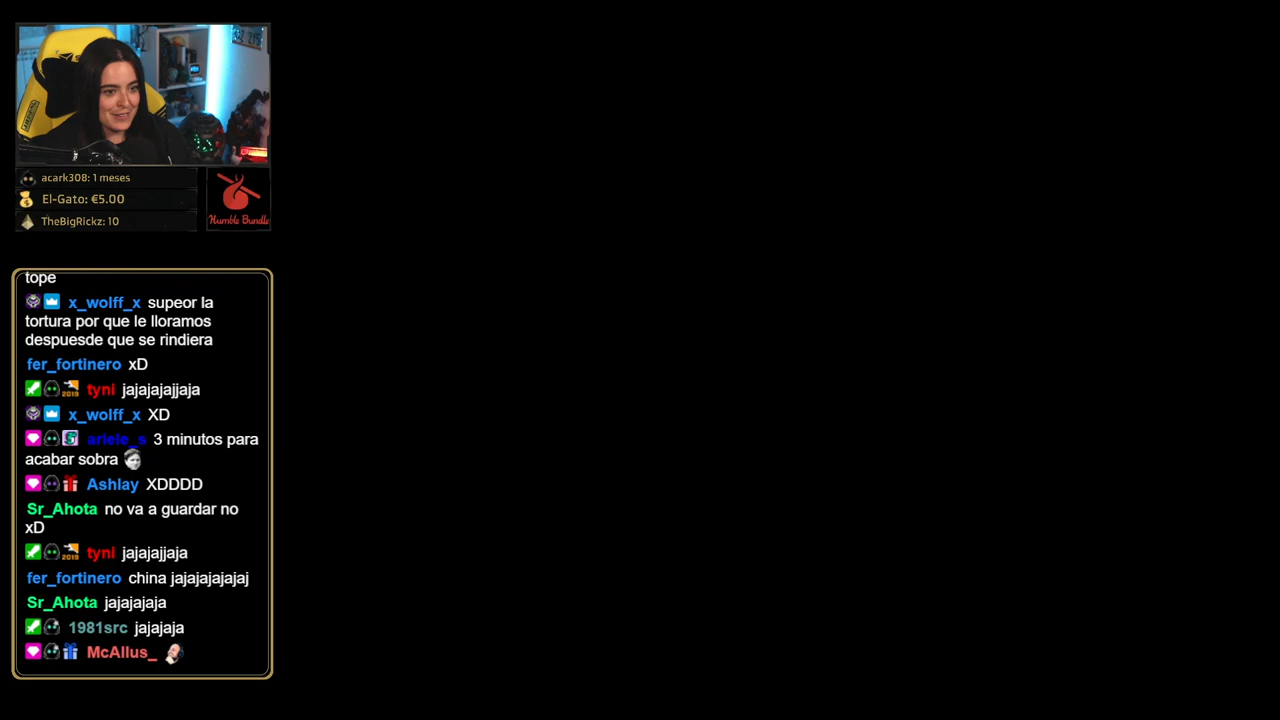 acark308: 1 meses
El-Gato: €5.00
TheBigRickz: 10
Humble Bundle
tope
x_wolff_x supeor la
tortura por que le lloramos
despuesde que se rindiera
fer_fortinero xD
tyni jajajajajjaja
x_wolff_x XD
ariele_s 3 minutos para
acabar sobra
Ashlay XDDDD
Sr_Ahota no va a guardar no
xD
tyni jajajajjaja
fer_fortinero china jajajajajajaj
Sr_Ahota jajajajaja
1981src jajajaja
McAllus_